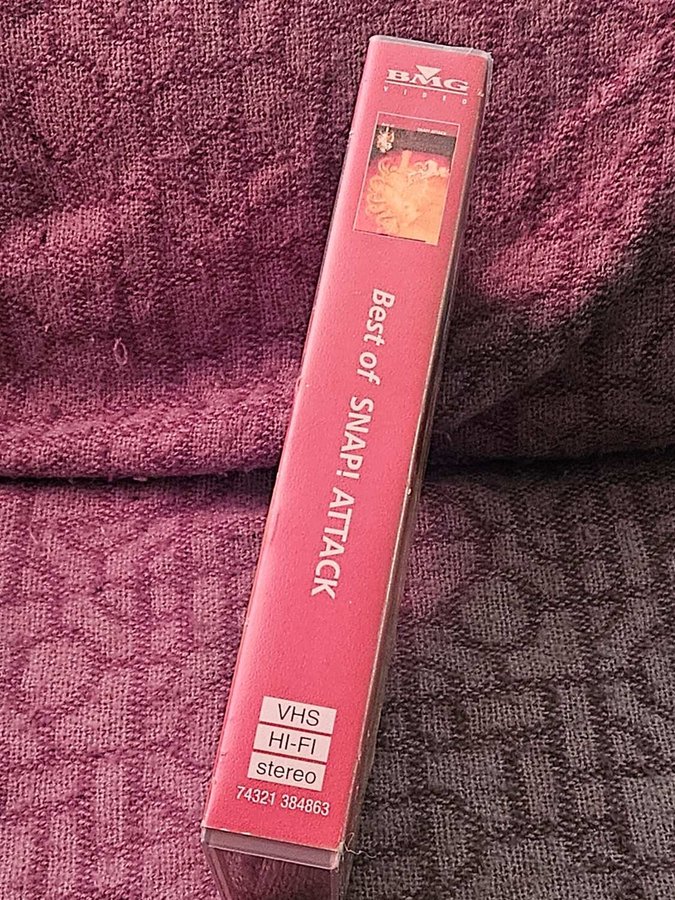 BMG
VIDEO
Best of SNAP! ATTACK
VHS
HI-FI
stereo
74321 384863